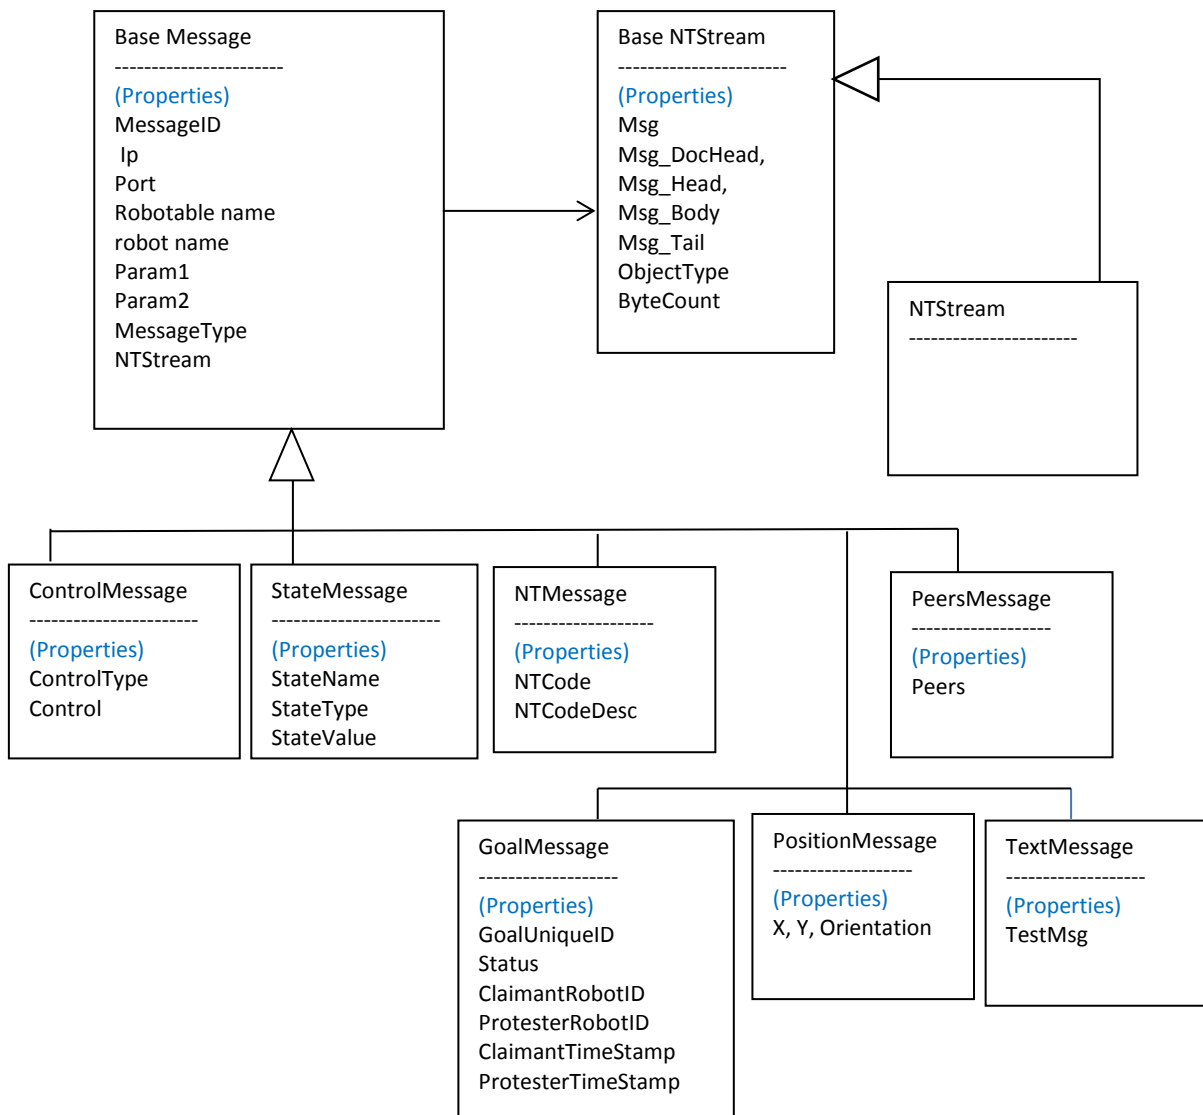 Base Message
-----------------------
(Properties)
MessageID
Ip
Port
Robotable name
robot name
Param1
Param2
MessageType
NTStream
Base NTStream
-----------------------
(Properties)
Msg
Msg_DocHead,
Msg_Head,
Msg_Body
Msg_Tail
ObjectType
ByteCount
NTStream
-----------------------
ControlMessage
-----------------------
(Properties)
ControlType
Control
StateMessage
-----------------------
(Properties)
StateName
StateType
StateValue
NTMessage
-------------------
(Properties)
NTCode
NTCodeDesc
PeersMessage
-------------------
(Properties)
Peers
GoalMessage
-------------------
(Properties)
GoalUniqueID
Status
ClaimantRobotID
ProtesterRobotID
ClaimantTimeStamp
ProtesterTimeStamp
PositionMessage
-------------------
(Properties)
X, Y, Orientation
TextMessage
-------------------
(Properties)
TestMsg